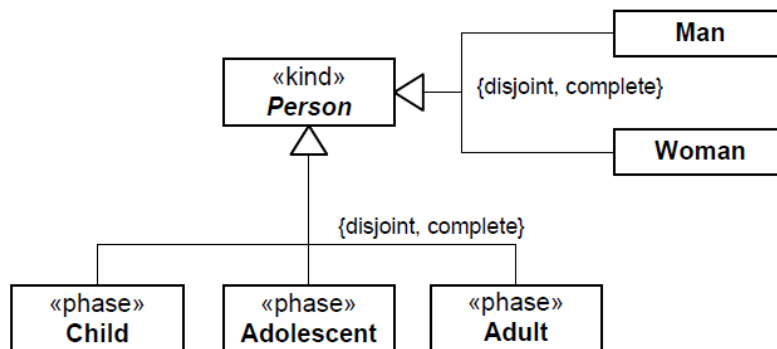 Man
«kind»
Person
{disjoint, complete}
Woman
{disjoint, complete}
«phase»
Child
«phase»
Adolescent
«phase»
Adult